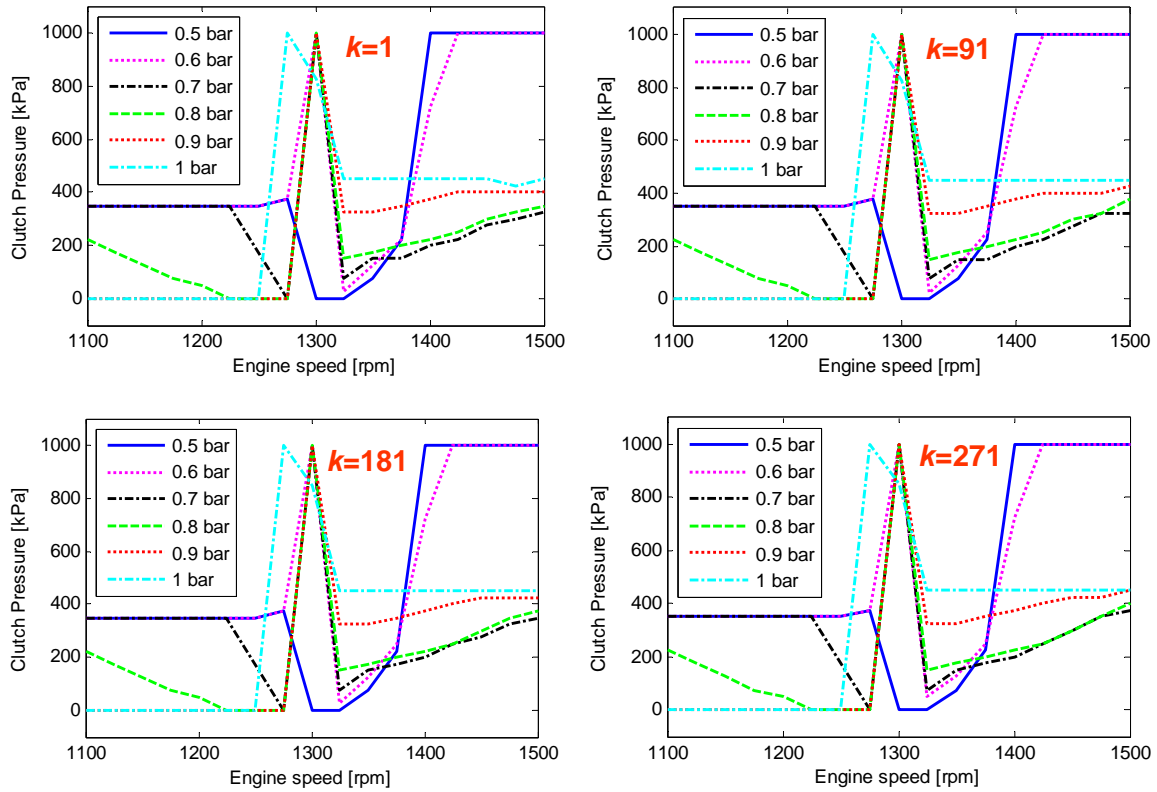 k=1
Clutch Pressure [kPa]
1000
800
600
400
200
0
0.5 bar
0.6 bar
0.7 bar
0.8 bar
0.9 bar
1 bar
1100
1200
1300
1400
1500
Engine speed [rpm]
k=91
Clutch Pressure [kPa]
1000
800
600
400
200
0
0.5 bar
0.6 bar
0.7 bar
0.8 bar
0.9 bar
1 bar
1100
1200
1300
1400
1500
Engine speed [rpm]
k=181
Clutch Pressure [kPa]
1000
800
600
400
200
0
0.5 bar
0.6 bar
0.7 bar
0.8 bar
0.9 bar
1 bar
1100
1200
1300
1400
1500
Engine speed [rpm]
k=271
Clutch Pressure [kPa]
1000
800
600
400
200
0
0.5 bar
0.6 bar
0.7 bar
0.8 bar
0.9 bar
1 bar
1100
1200
1300
1400
1500
Engine speed [rpm]